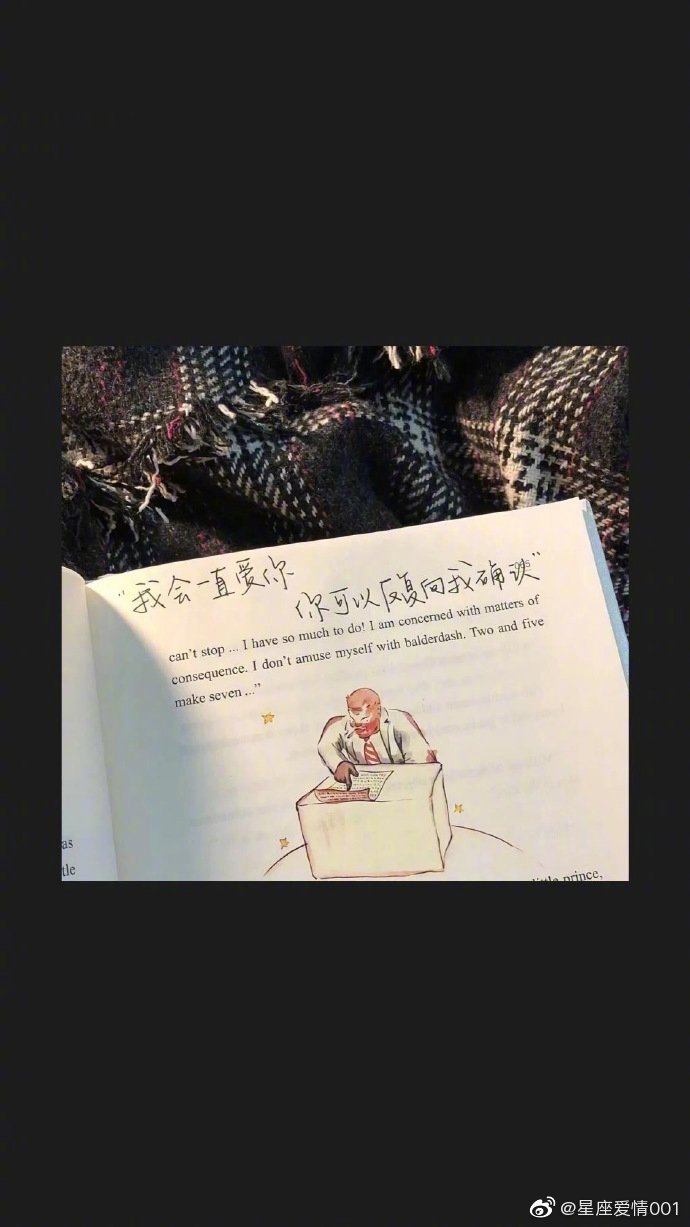 “我会一直爱你
你可以反复向我确认”
can't stop ... I have so much to do! I am concerned with matters of
consequence. I don't amuse myself with balderdash. Two and five
make seven ...”
as
tle
little prince,
@星座爱情001